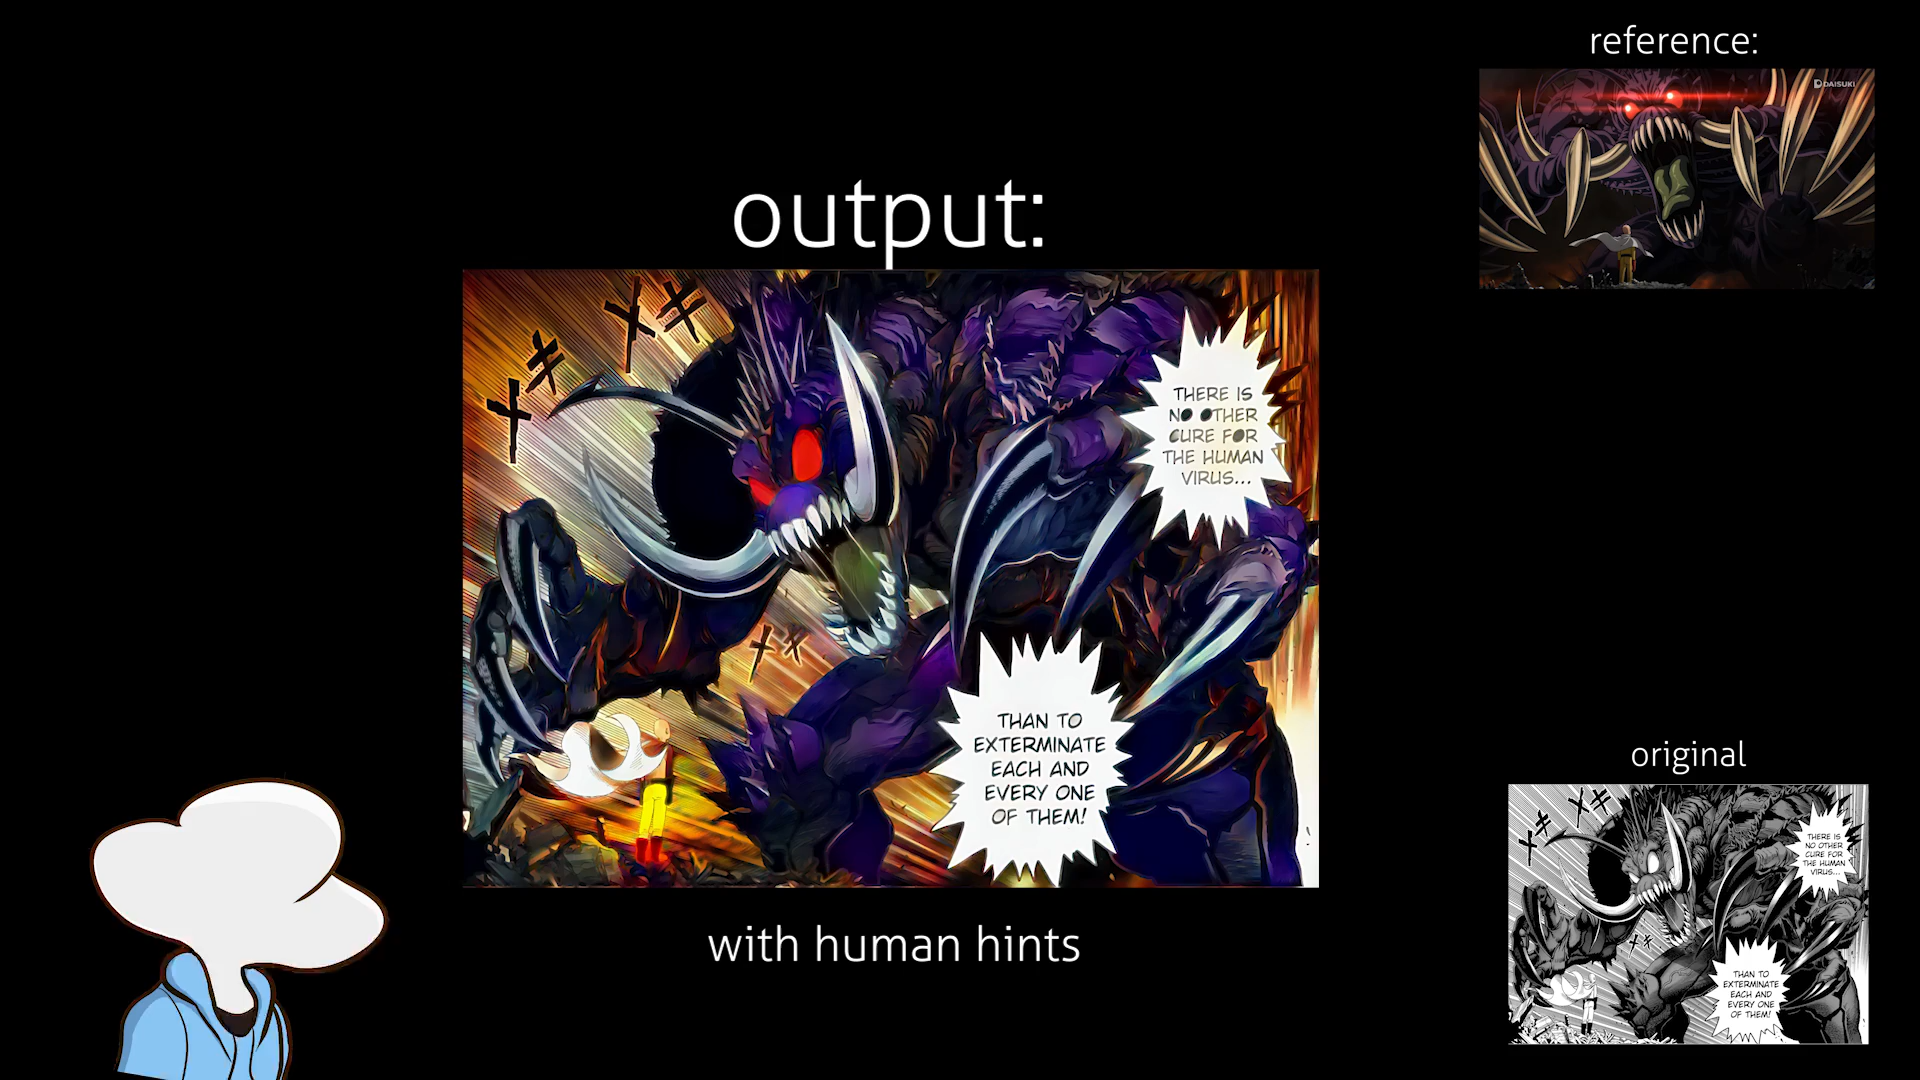 reference:
DAISUKI
output:
THERE IS
NO OTHER
CURE FOR
THE HUMAN
VIRUS...
THAN TO
EXTERMINATE
EACH AND
EVERY ONE
OF THEM!
with human hints
original
THERE IS
NO OTHER
CURE FOR
THE HUMAN
VIRUS...
THAN TO
EXTERMINATE
EACH AND
EVERY ONE
OF THEM!